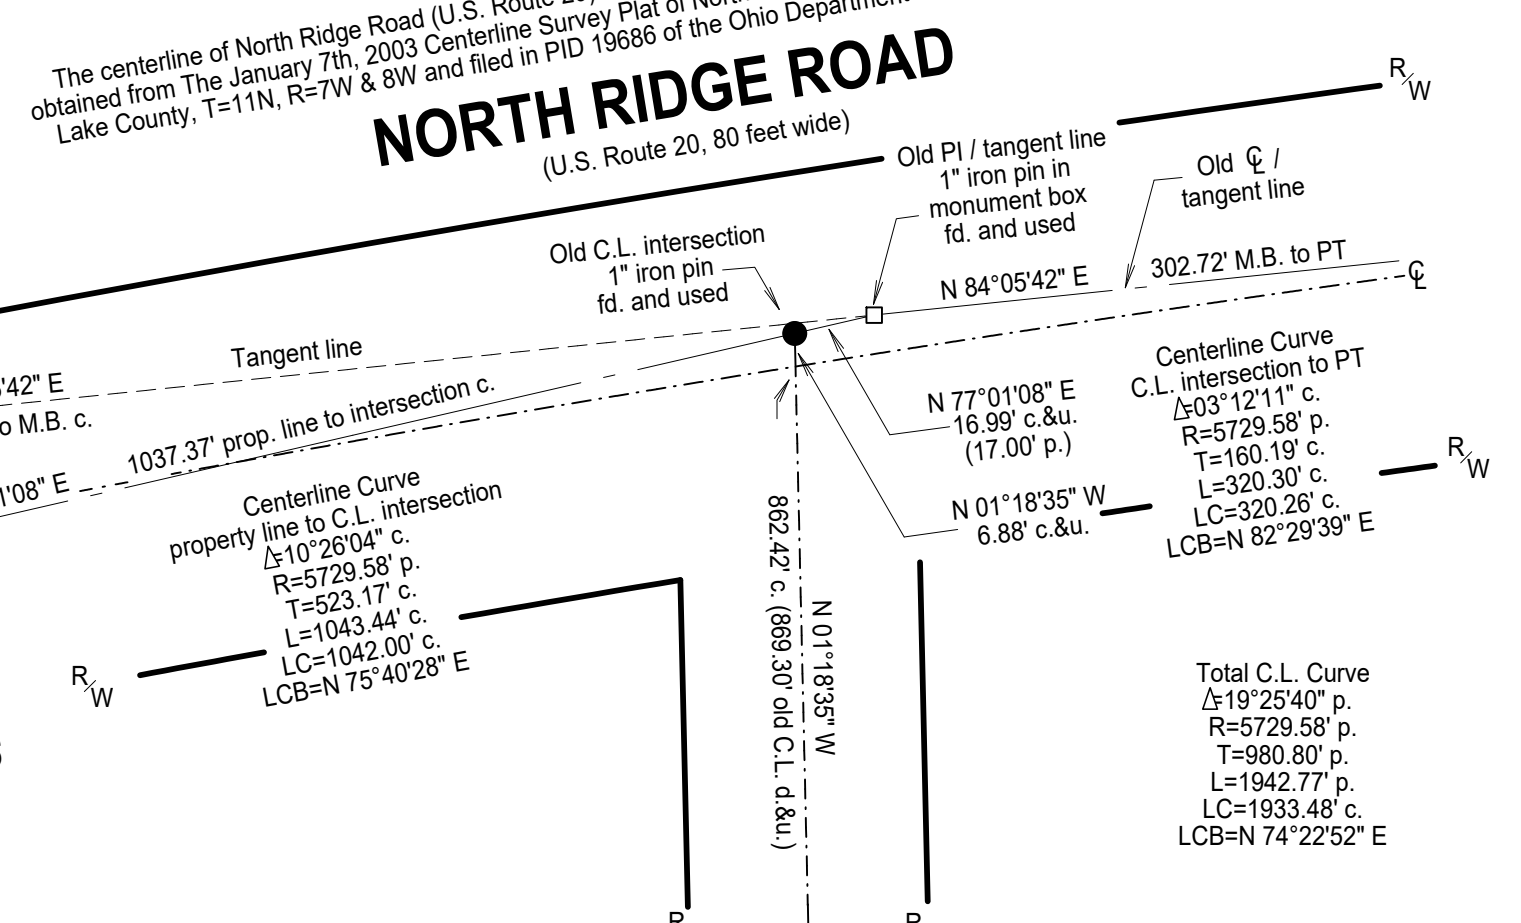 The centerline of North Ridge Road (U.S. Route
obtained from The January 7th, 2003 Centerline Survey Plat of
Lake County, T=11N, R=7W & 8W and filed in PID 19686 of the Ohio
NORTH RIDGE ROAD
(U.S. Route 20, 80 feet wide)
R/W
Old PI / tangent line
1" iron pin in
monument box
fd. and used
Old ℄ /
tangent line
Old C.L. intersection
1" iron pin
fd. and used
N 84°05'42" E
302.72' M.B. to PT
℄
Tangent line
'42" E
M.B. c.
1037.37' prop. line to intersection c.
1'08" E
N 77°01'08" E
16.99' c.&u.
(17.00' p.)
N 01°18'35" W
6.88' c.&u.
Centerline Curve
C.L. intersection to PT
Δ=03°12'11" c.
R=5729.58' p.
T=160.19' c.
L=320.30' c.
LC=320.26' c.
LCB=N 82°29'39" E
R/W
Centerline Curve
property line to C.L. intersection
Δ=10°26'04" c.
R=5729.58' p.
T=523.17' c.
L=1043.44' c.
LC=1042.00' c.
LCB=N 75°40'28" E
R/W
862.42' c. (869.30' old C.L. d.&u.)
N 01°18'35" W
Total C.L. Curve
Δ=19°25'40" p.
R=5729.58' p.
T=980.80' p.
L=1942.77' p.
LC=1933.48' c.
LCB=N 74°22'52" E
R
R